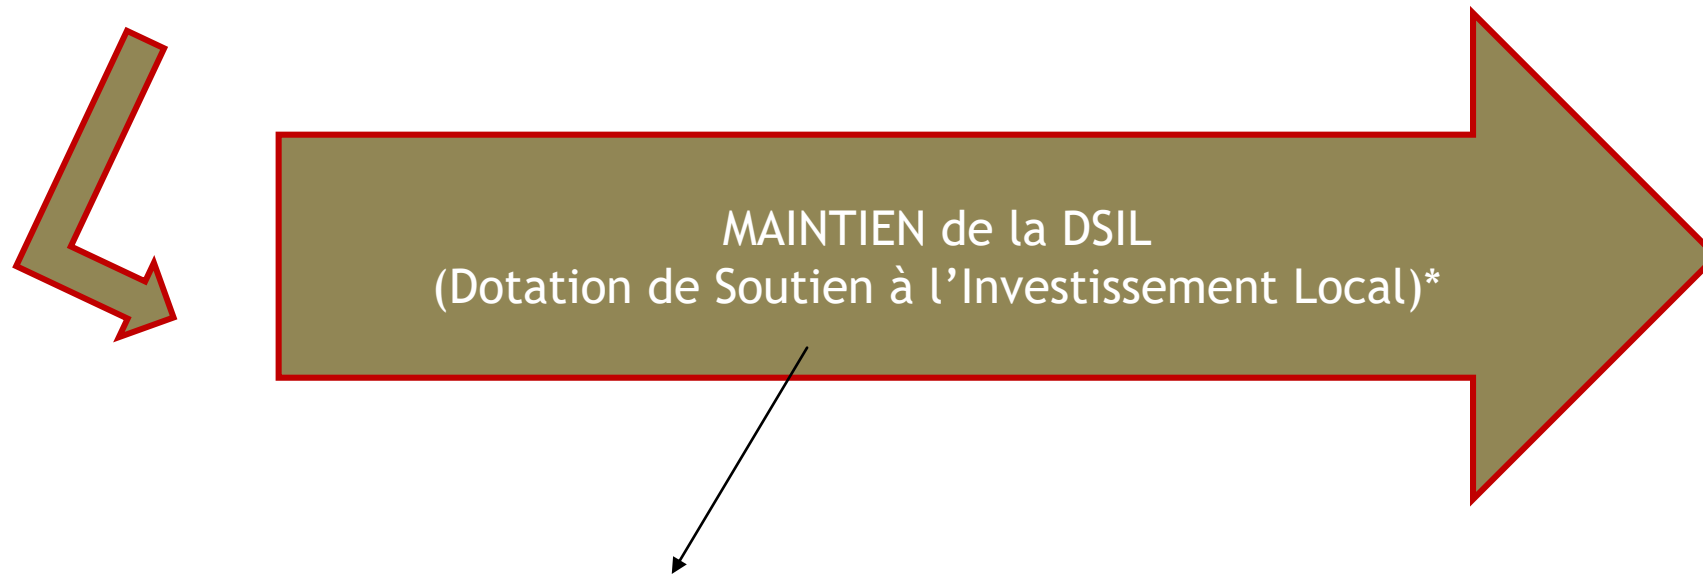 MAINTIEN de la DSIL
(Dotation de Soutien à l’Investissement Local)*